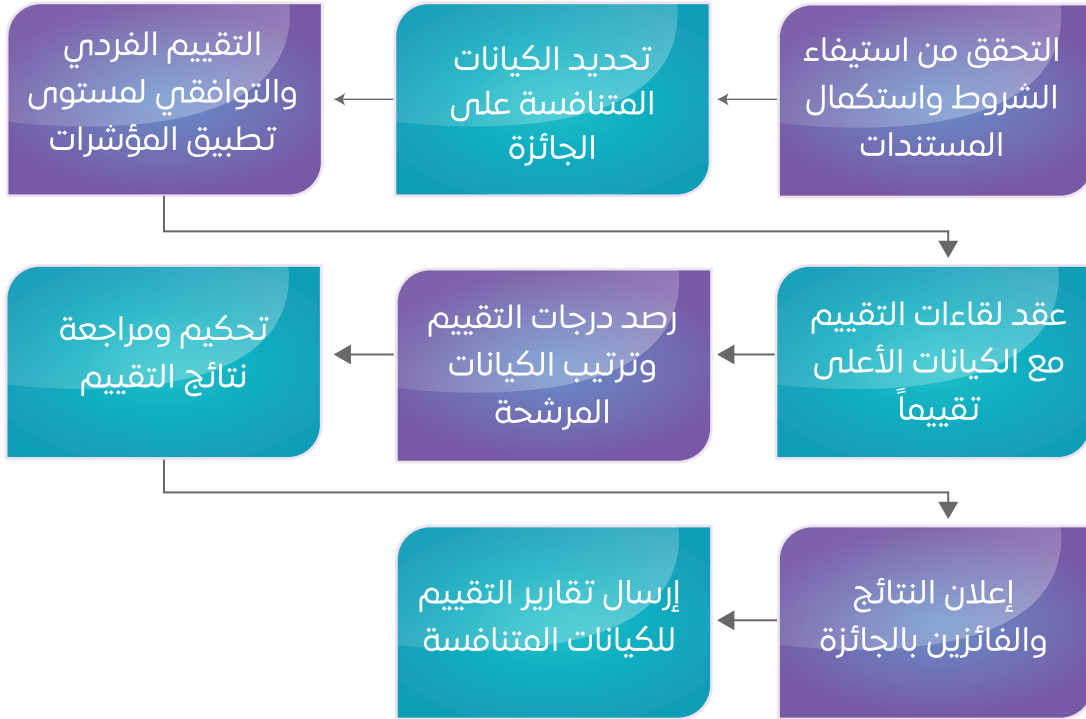 التحقق من استيفاء
الشروط واستكمال
المستندات
تحديد الكيانات
المتنافسة على
الجائزة
التقييم الفردي
والتوافقي لمستوى
تطبيق المؤشرات
عقد لقاءات التقييم
مع الكيانات الأعلى
تقييماً
رصد درجات التقييم
وترتيب الكيانات
المرشحة
تحكيم ومراجعة
نتائج التقييم
إعلان النتائج
والفائزين بالجائزة
إرسال تقارير التقييم
للكيانات المتنافسة